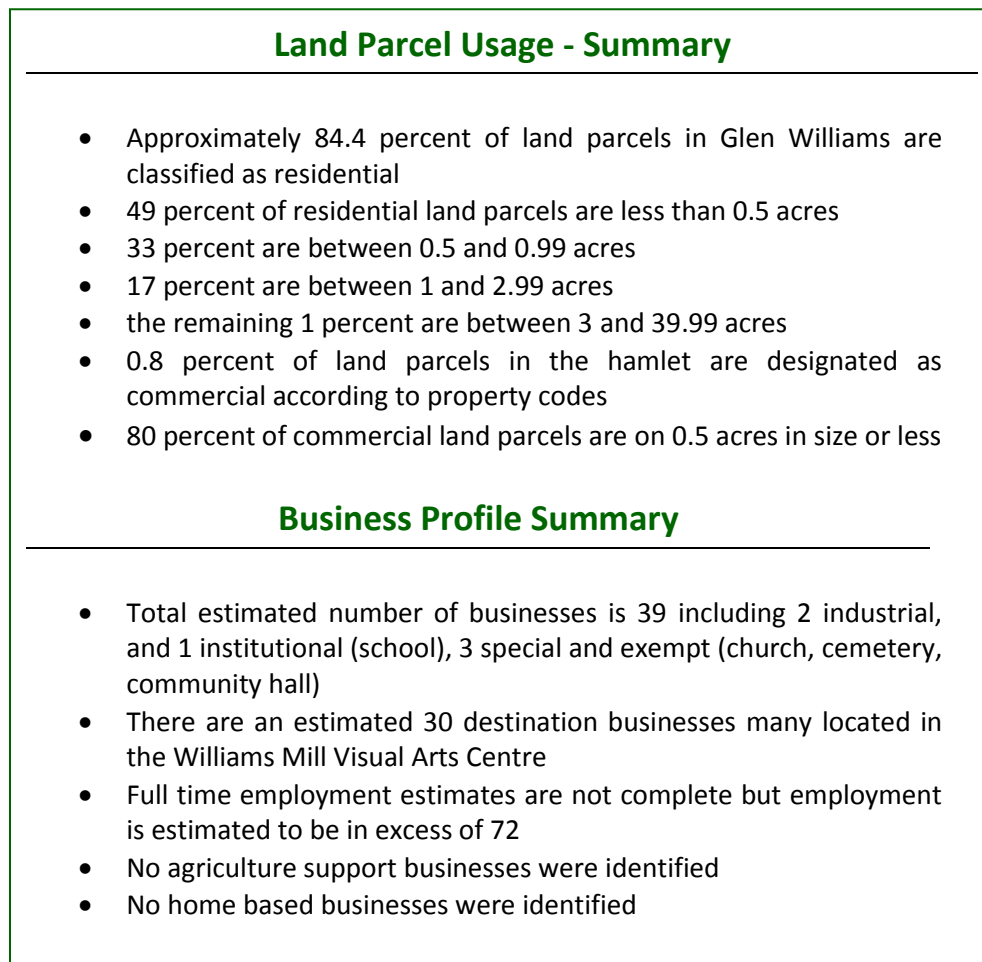 Land Parcel Usage - Summary
• Approximately 84.4 percent of land parcels in Glen Williams are
classified as residential
• 49 percent of residential land parcels are less than 0.5 acres
• 33 percent are between 0.5 and 0.99 acres
• 17 percent are between 1 and 2.99 acres
• the remaining 1 percent are between 3 and 39.99 acres
• 0.8 percent of land parcels in the hamlet are designated as
commercial according to property codes
• 80 percent of commercial land parcels are on 0.5 acres in size or less
Business Profile Summary
• Total estimated number of businesses is 39 including 2 industrial,
and 1 institutional (school), 3 special and exempt (church, cemetery,
community hall)
• There are an estimated 30 destination businesses many located in
the Williams Mill Visual Arts Centre
• Full time employment estimates are not complete but employment
is estimated to be in excess of 72
• No agriculture support businesses were identified
• No home based businesses were identified